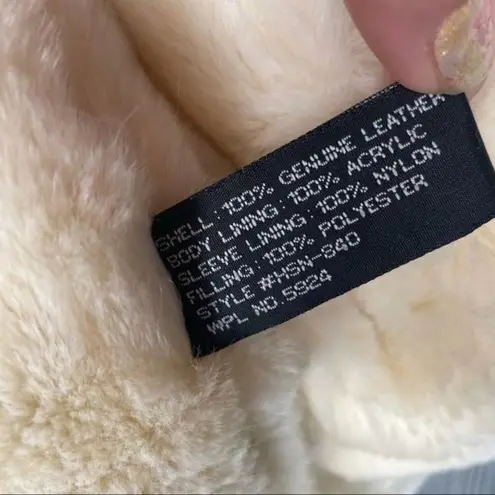 SHELL: 100% GENUINE LEATHER
BODY LINING: 100% ACRYLIC
SLEEVE LINING: 100% NYLON
FILLING: 100% POLYESTER
STYLE #HSN-840
WPL NO. 5924